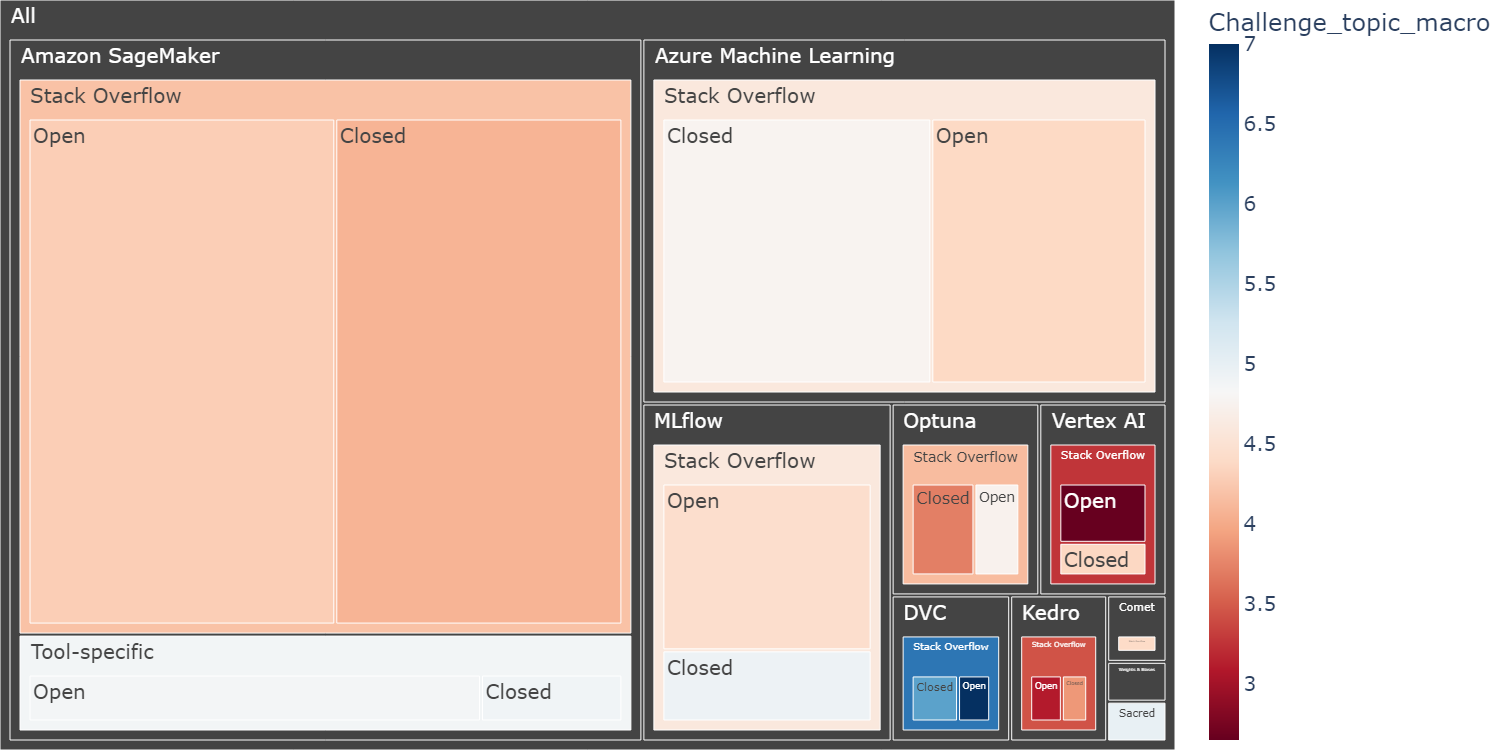 All
Amazon SageMaker
Stack Overflow
Open
Closed
Tool-specific
Open
Closed
Azure Machine Learning
Stack Overflow
Closed
Open
MLflow
Stack Overflow
Open
Closed
Optuna
Stack Overflow
Closed
Open
Vertex AI
Stack Overflow
Open
Closed
DVC
Stack Overflow
Closed
Open
Kedro
Stack Overflow
Open
Closed
Comet
Weights & Biases
Sacred
Challenge_topic_macro
7
6.5
6
5.5
5
4.5
4
3.5
3